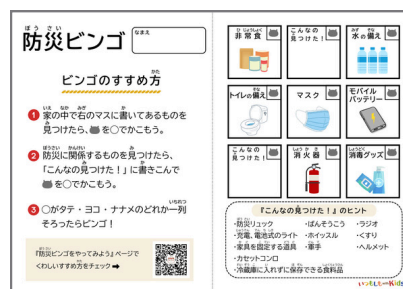 防災ビンゴ
なまえ
ビンゴのすすめ方
1 家の中で右のマスに書いてあるものを
見つけたら、を○でかこもう。
2 防災に関係するものを見つけたら、
「こんなの見つけた!」に書きこんで
を○でかこもう。
3 ○がタテ・ヨコ・ナナメのどれか一列
そろったらビンゴ!
『防災ビンゴをやってみよう』ページで
くわしいすすめ方をチェック➡
非常食
こんなの
見つけた!
水の備え
トイレの備え
マスク
モバイル
バッテリー
こんなの
見つけた!
消火器
消毒グッズ
『こんなの見つけた!』のヒント
・防災リュック ・ばんそうこう ・ラジオ
・充電、電池式のライト ・ホイッスル ・くすり
・家具を固定する道具 ・軍手 ・ヘルメット
・カセットコンロ
・冷蔵庫に入れずに保存できる食料品
いつもしも Kids